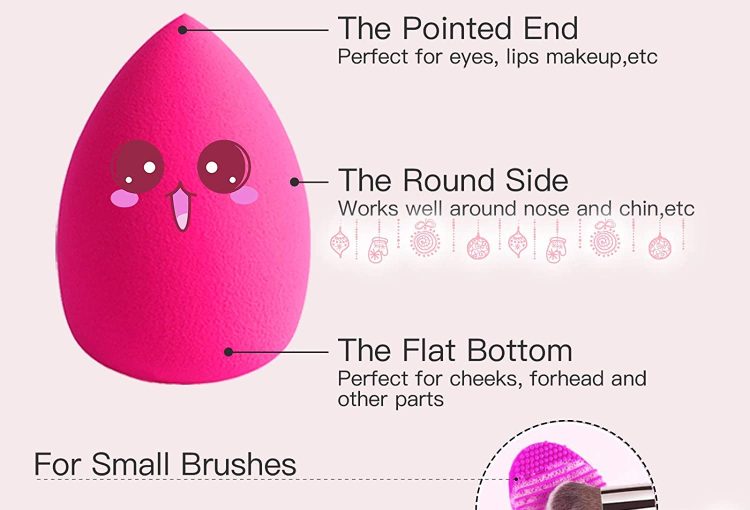 The Pointed End
Perfect for eyes, lips makeup,etc
The Round Side
Works well around nose and chin,etc
The Flat Bottom
Perfect for cheeks, forhead and
other parts
For Small Brushes